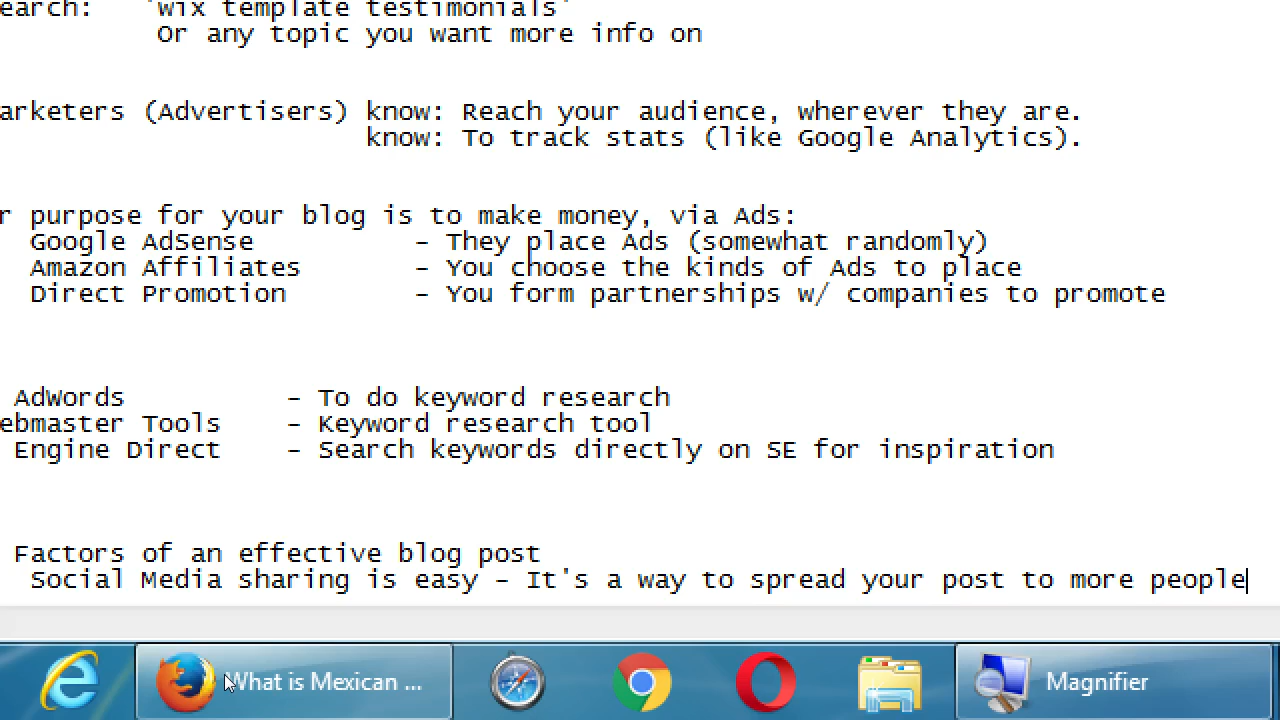 earch: 'wix template testimonials'
Or any topic you want more info on
arketers (Advertisers) know: Reach your audience, wherever they are.
know: To track stats (like Google Analytics).
r purpose for your blog is to make money, via Ads:
Google AdSense - They place Ads (somewhat randomly)
Amazon Affiliates - You choose the kinds of Ads to place
Direct Promotion - You form partnerships w/ companies to promote
AdWords - To do keyword research
ebmaster Tools - Keyword research tool
Engine Direct - Search keywords directly on SE for inspiration
Factors of an effective blog post
Social Media sharing is easy - It's a way to spread your post to more people
What is Mexican ...
Magnifier